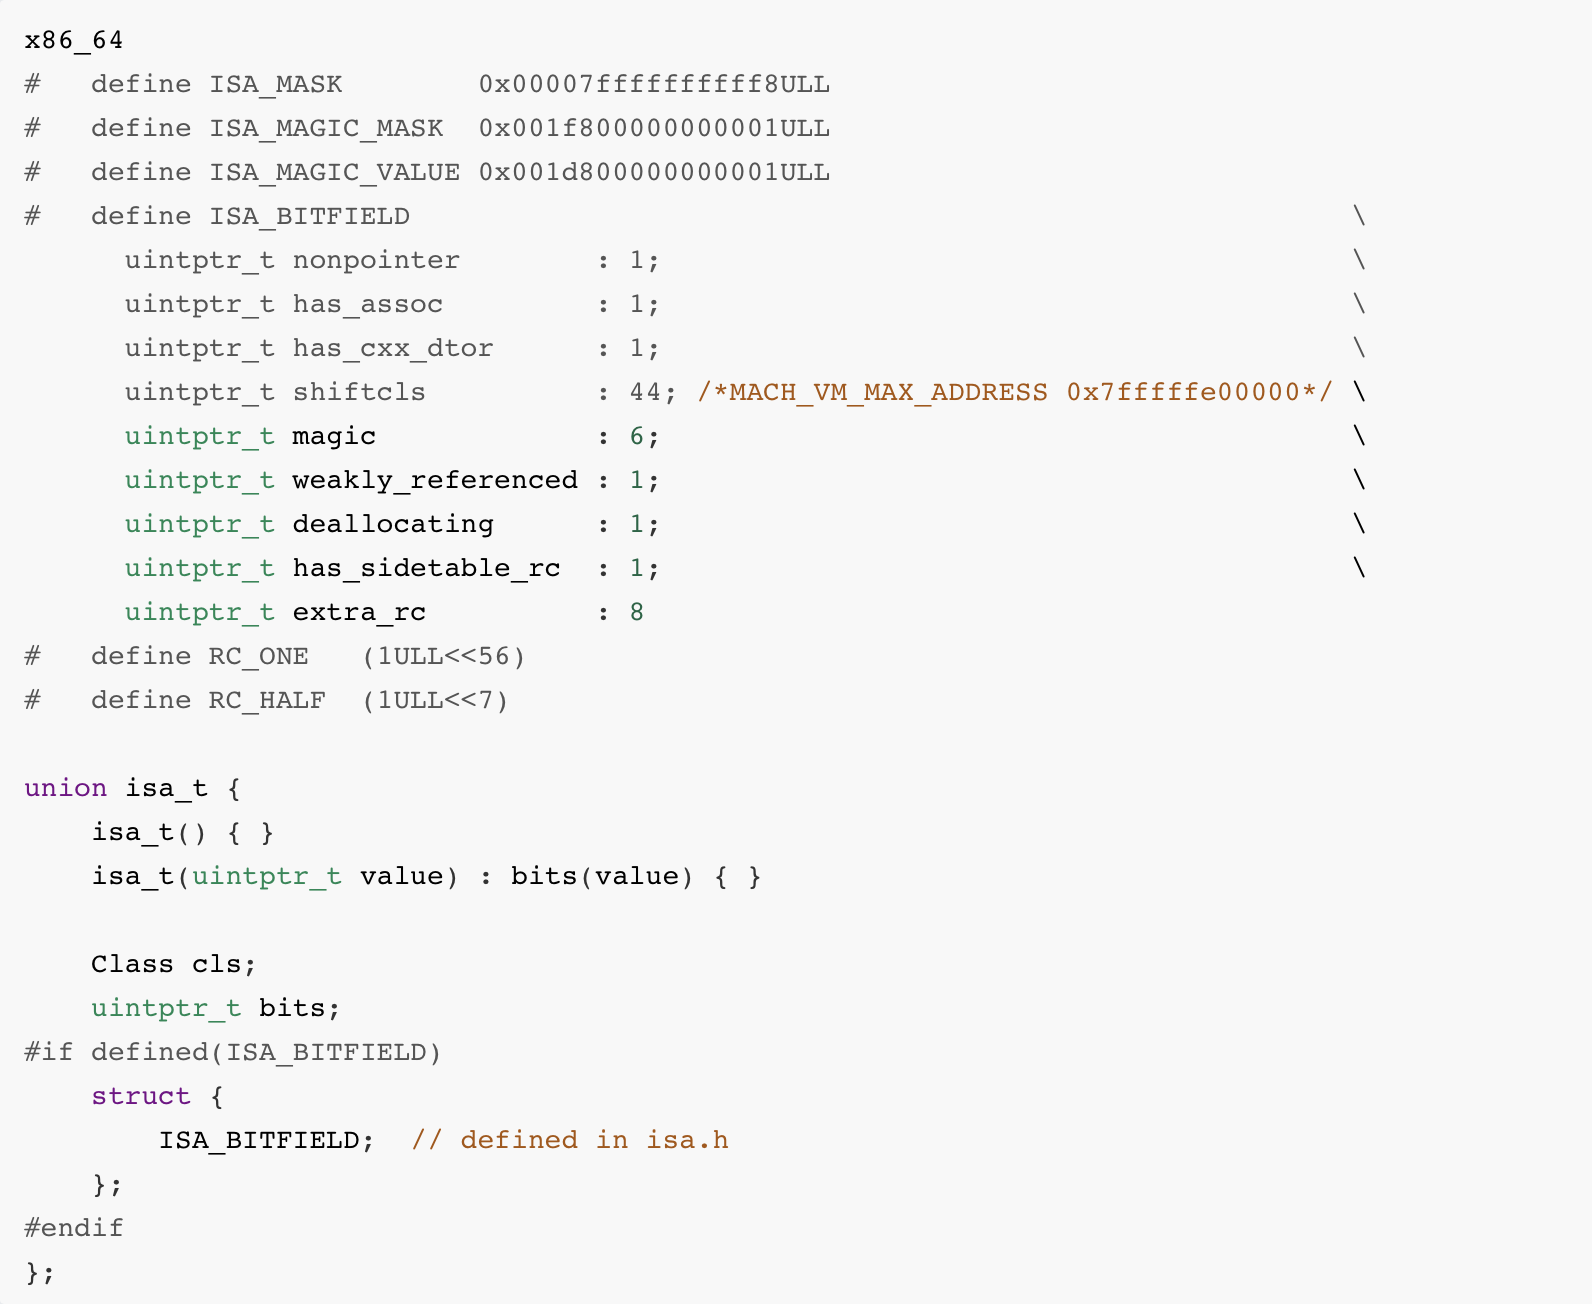 x86_64
#   define ISA_MASK        0x00007ffffffffff8ULL
#   define ISA_MAGIC_MASK  0x001f800000000001ULL
#   define ISA_MAGIC_VALUE 0x001d800000000001ULL
#   define ISA_BITFIELD                                                        \
      uintptr_t nonpointer        : 1;                                         \
      uintptr_t has_assoc         : 1;                                         \
      uintptr_t has_cxx_dtor      : 1;                                         \
      uintptr_t shiftcls          : 44; /*MACH_VM_MAX_ADDRESS 0x7fffffe00000*/ \
      uintptr_t magic             : 6;                                         \
      uintptr_t weakly_referenced : 1;                                         \
      uintptr_t deallocating      : 1;                                         \
      uintptr_t has_sidetable_rc  : 1;                                         \
      uintptr_t extra_rc          : 8
#   define RC_ONE   (1ULL<<56)
#   define RC_HALF  (1ULL<<7)

union isa_t {
    isa_t() { }
    isa_t(uintptr_t value) : bits(value) { }

    Class cls;
    uintptr_t bits;
#if defined(ISA_BITFIELD)
    struct {
        ISA_BITFIELD;  // defined in isa.h
    };
#endif
};